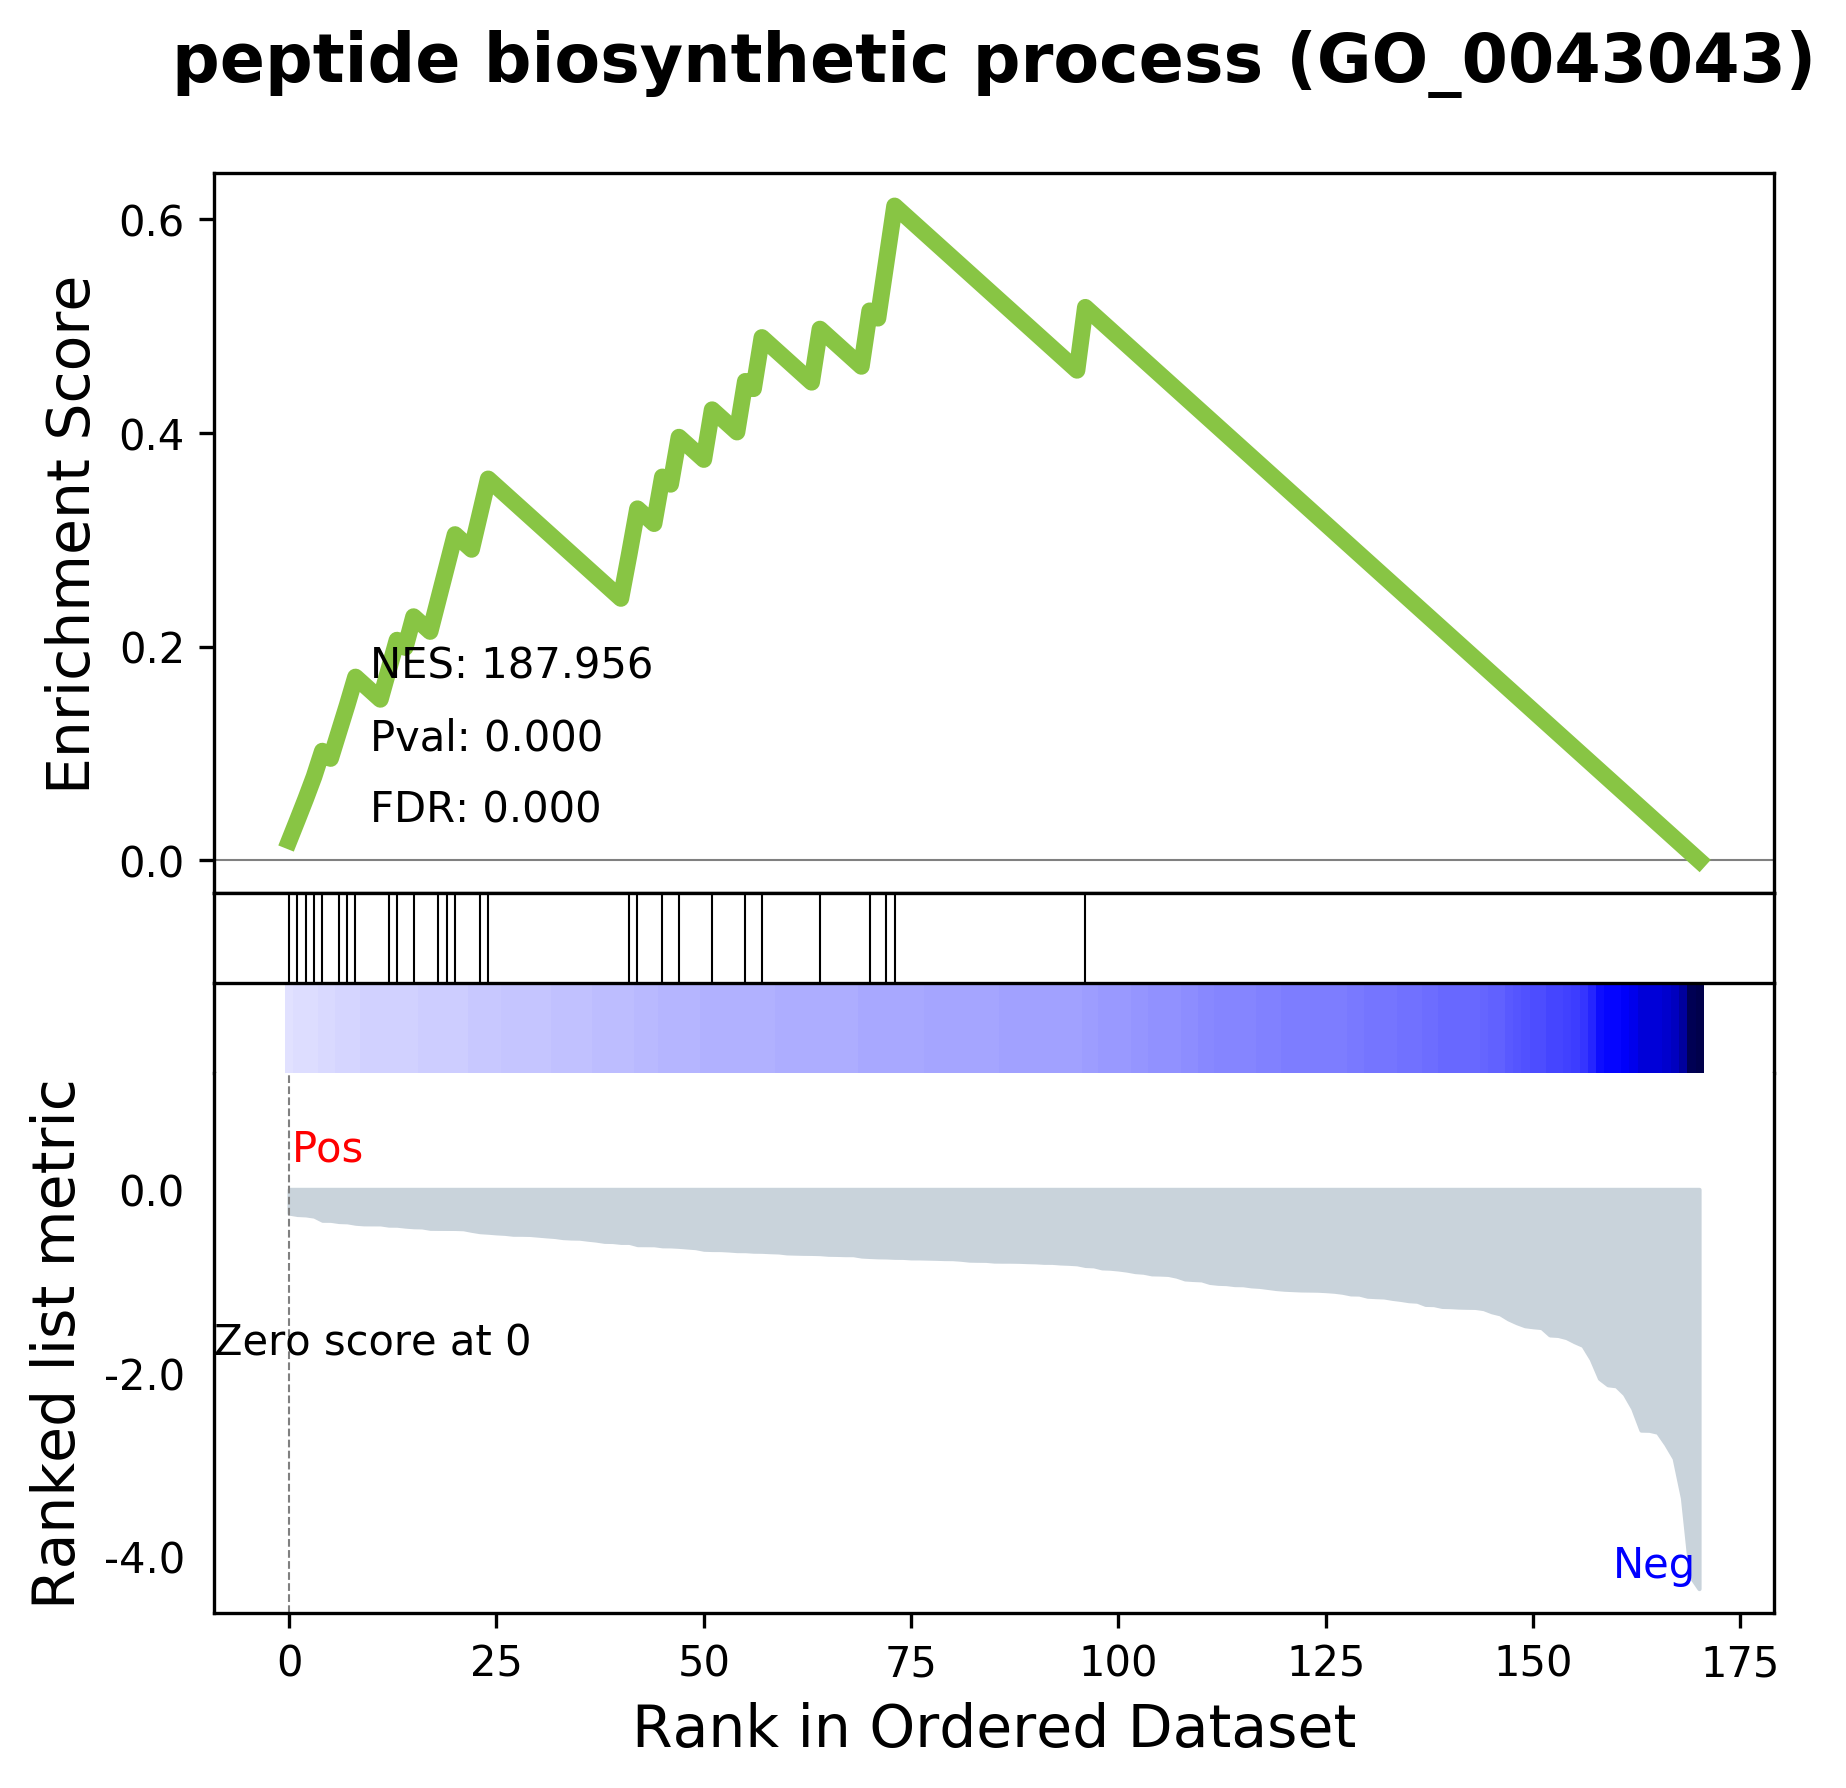 peptide biosynthetic process (GO_0043043)
Enrichment Score
0.6
0.4
0.2
0.0
NES: 187.956
Pval: 0.000
FDR: 0.000
Ranked list metric
Pos
0.0
Zero score at 0
-2.0
-4.0
Neg
0 25 50 75 100 125 150 175
Rank in Ordered Dataset